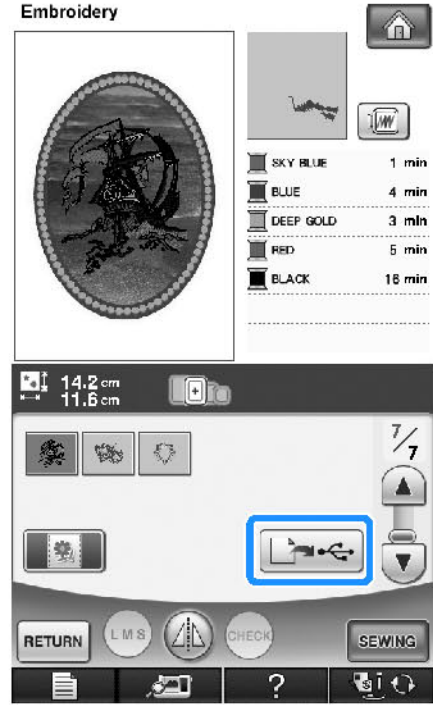 Embroidery
SKY BLUE 1 min
BLUE 4 min
DEEP GOLD 3 min
RED 5 min
BLACK 16 min
14.2 cm
11.6 cm
7/7
RETURN
L M S
CHECK
SEWING
?